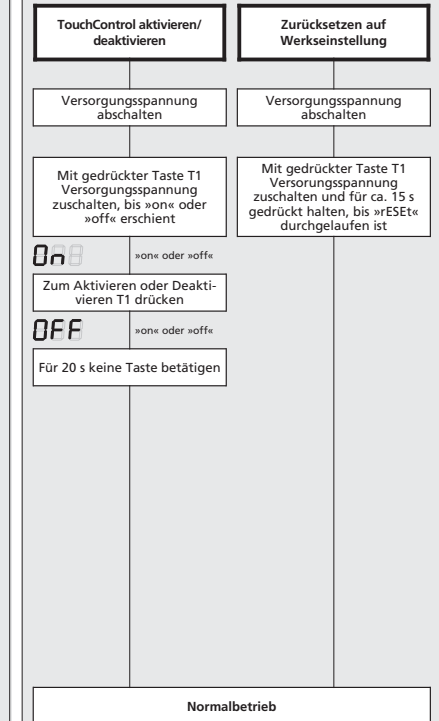 TouchControl aktivieren/
deaktivieren
Versorgungsspannung
abschalten
Mit gedrückter Taste T1
Versorgungsspannung
zuschalten, bis »on« oder
»off« erschient
On
»on« oder »off«
Zum Aktivieren oder Deakti-
vieren T1 drücken
OFF
»on« oder »off«
Für 20 s keine Taste betätigen
Zurücksetzen auf
Werkseinstellung
Versorgungsspannung
abschalten
Mit gedrückter Taste T1
Versorunsspannung
zuschalten und für ca. 15 s
gedrückt halten, bis »rESEt«
durchgelaufen ist
Normalbetrieb